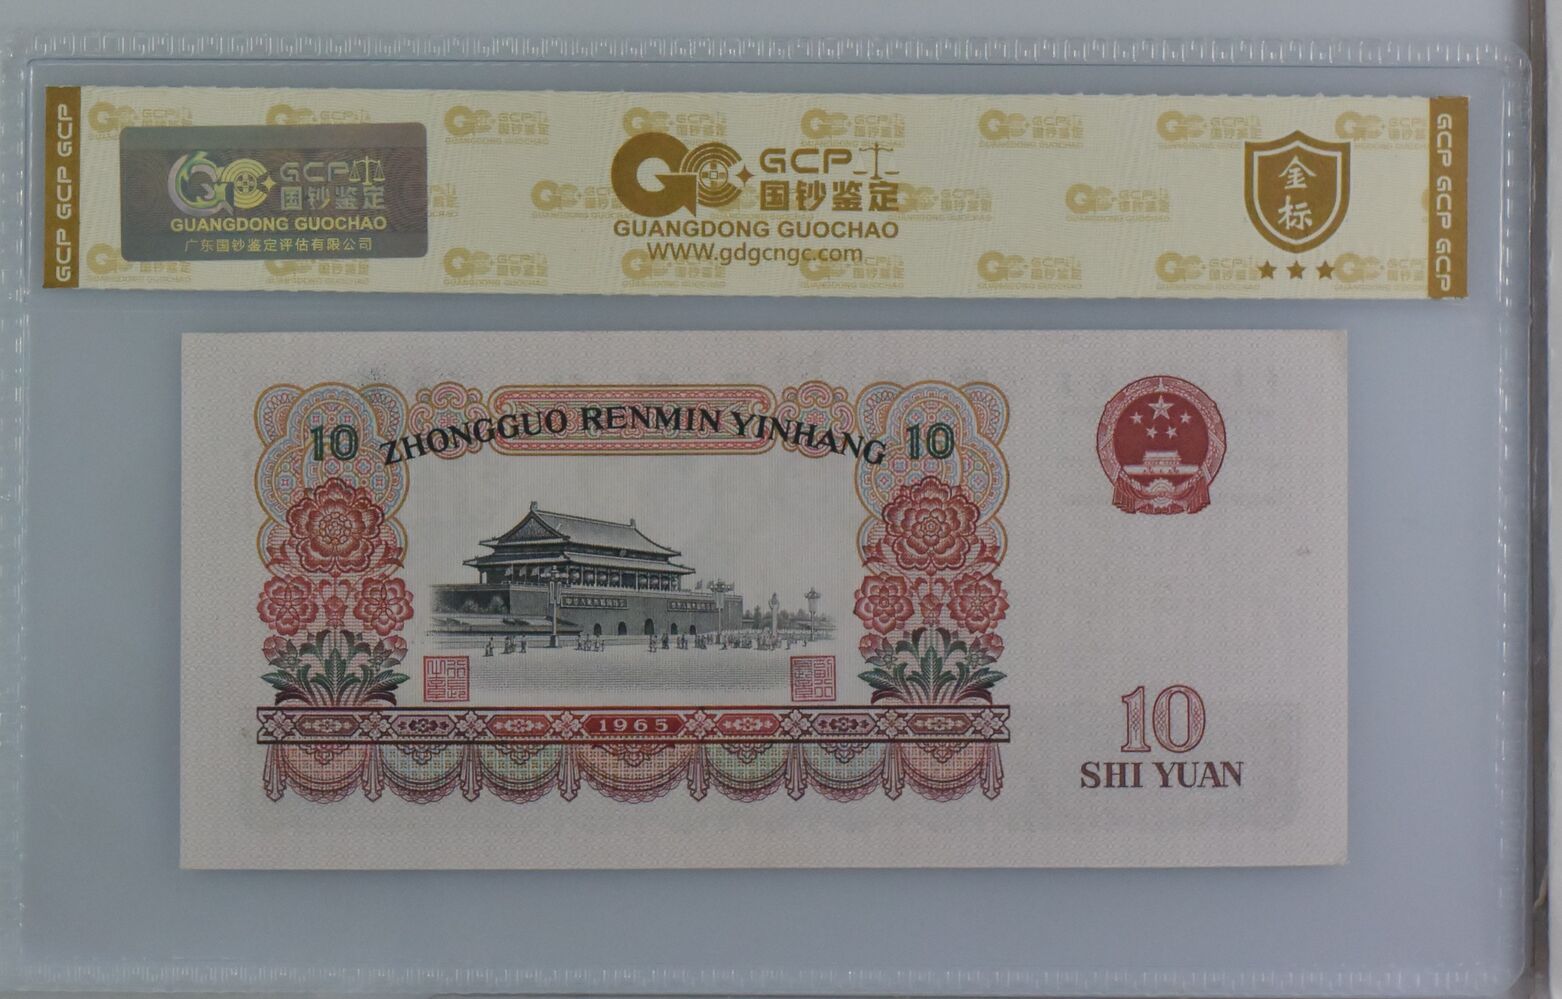 GCP GCP GCP
GCP
国钞鉴定
GUANGDONG GUOCHAO
广东国钞鉴定评估有限公司
GCP
国钞鉴定
GUANGDONG GUOCHAO
WWW.gdgcngc.com
金标
GCP GCP GCP
ZHONGGUO RENMIN YINHANG
10 10
1965
10
SHI YUAN